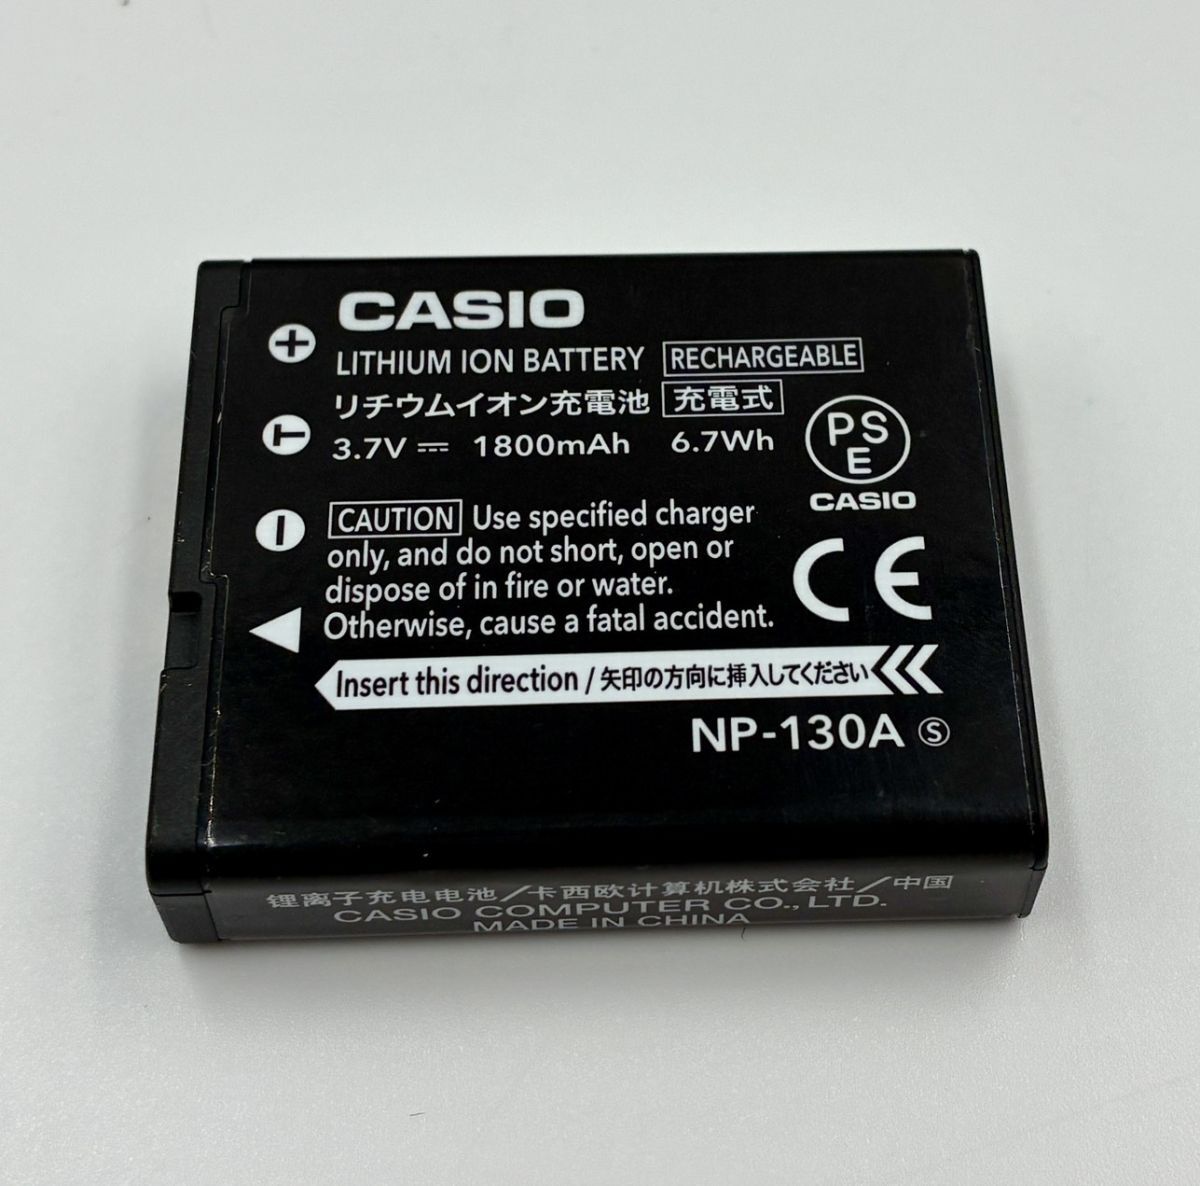 CASIO
LITHIUM ION BATTERY RECHARGEABLE
リチウムイオン充電池 充電式
3.7V 1800mAh 6.7Wh
PS
E
CASIO
CAUTION Use specified charger
only, and do not short, open or
dispose of in fire or water.
Otherwise, cause a fatal accident.
CE
Insert this direction / 矢印の方向に挿入してください
NP-130A Ⓢ
锂离子充电电池/卡西欧计算机株式会社/中国
CASIO COMPUTER CO., LTD.
MADE IN CHINA